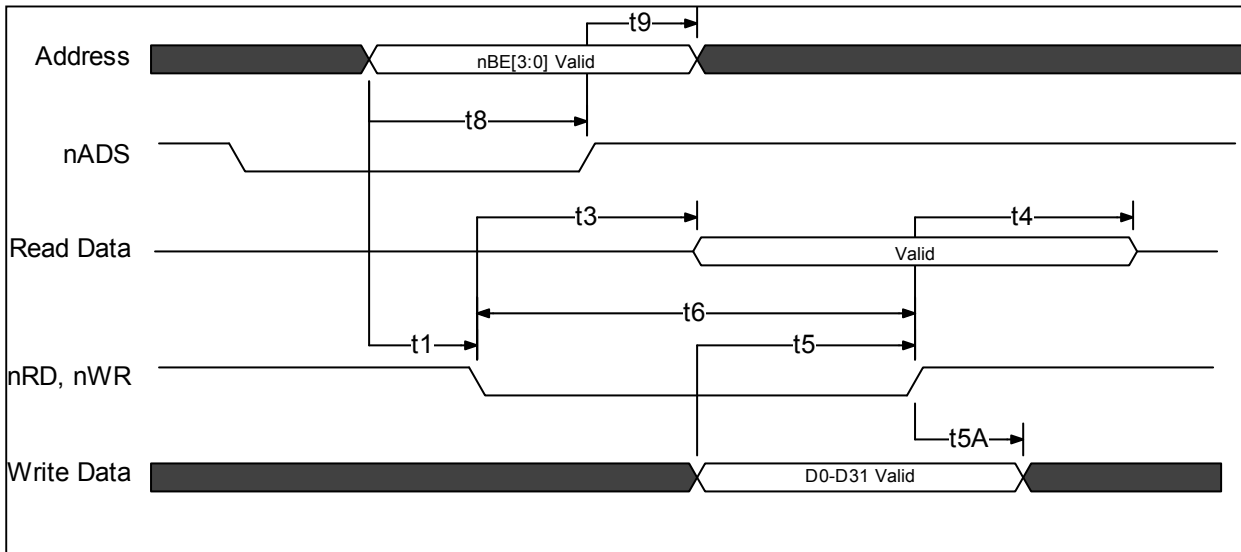 t9
Address
nBE[3:0] Valid
t8
nADS
t3
t4
Read Data
Valid
t6
t1
t5
nRD, nWR
t5A
Write Data
D0-D31 Valid